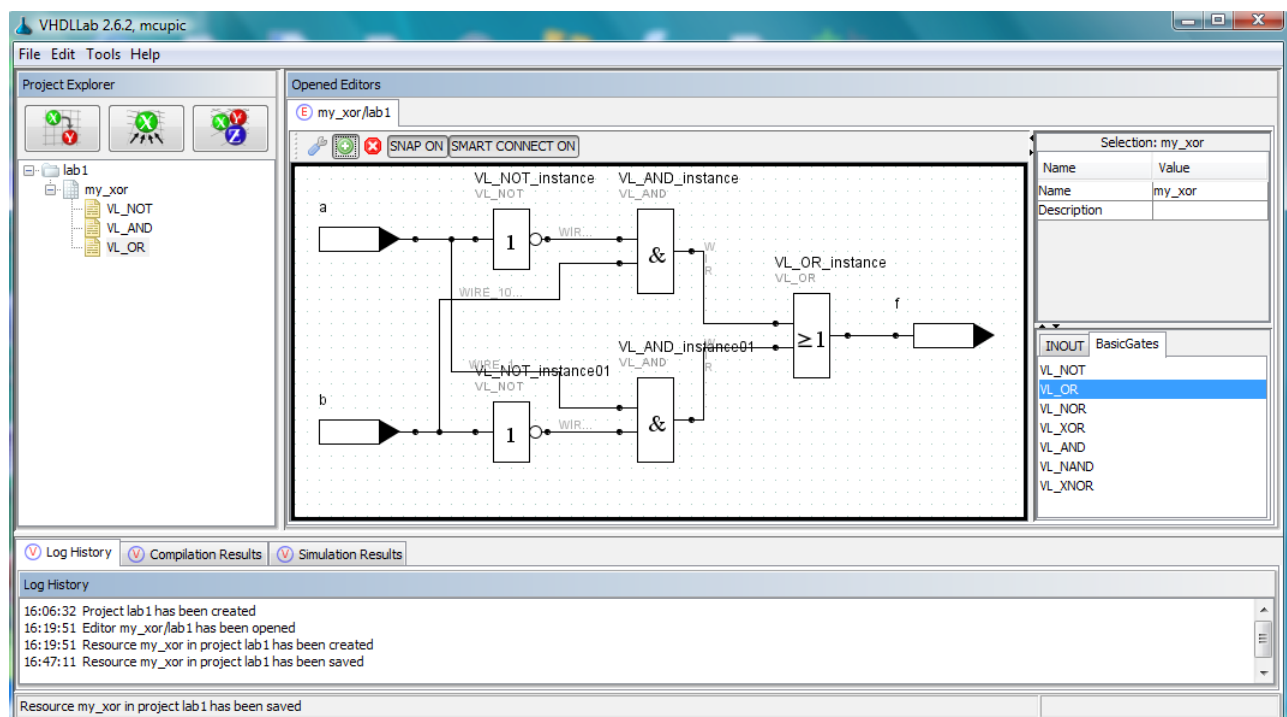 VHDLLab 2.6.2, mcupic
File Edit Tools Help
Project Explorer
X
Y
X
X
Y
Z
lab1
my_xor
VL_NOT
VL_AND
VL_OR
Opened Editors
E my_xor/lab1
SNAP ON SMART CONNECT ON
VL_NOT_instance VL_AND_instance
VL_NOT VL_AND
a
1 WIR... &
W
I
R
WIRE_10...
VL_OR_instance
VL_OR
≥1
f
VL_AND_instance01
VL_AND
W
R
WIRE_1
VL_NOT_instance01
VL_NOT
b
1 WIR... &
Selection: my_xor
Name Value
Name my_xor
Description
INOUT BasicGates
VL_NOT
VL_OR
VL_NOR
VL_XOR
VL_AND
VL_NAND
VL_XNOR
V Log History V Compilation Results V Simulation Results
Log History
16:06:32 Project lab1 has been created
16:19:51 Editor my_xor/lab1 has been opened
16:19:51 Resource my_xor in project lab1 has been created
16:47:11 Resource my_xor in project lab1 has been saved
Resource my_xor in project lab1 has been saved